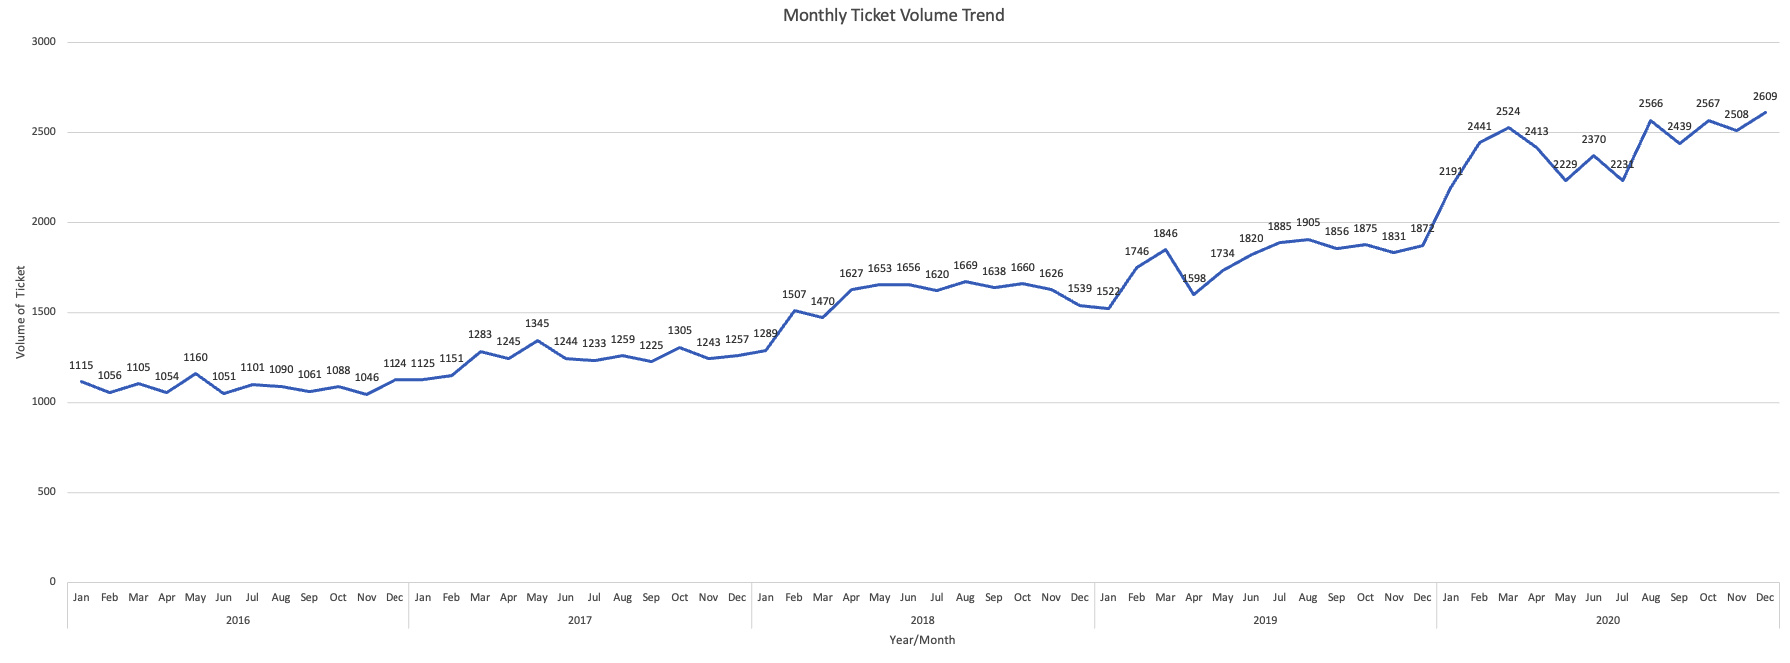 Monthly Ticket Volume Trend
3000
2500
2000
1500
1000
500
0
Volume of Ticket
1115 1056 1105 1054 1160 1051 1101 1090 1061 1088 1046 1124 1125 1151 1283 1245 1345 1244 1233 1259 1225 1305 1243 1257 1289 1507 1470 1627 1653 1656 1620 1669 1638 1660 1626 1539 1522 1746 1846 1598 1734 1820 1885 1905 1856 1875 1831 1872 2191 2441 2524 2413 2229 2370 2231 2566 2439 2567 2508 2609
Jan Feb Mar Apr May Jun Jul Aug Sep Oct Nov Dec Jan Feb Mar Apr May Jun Jul Aug Sep Oct Nov Dec Jan Feb Mar Apr May Jun Jul Aug Sep Oct Nov Dec Jan Feb Mar Apr May Jun Jul Aug Sep Oct Nov Dec Jan Feb Mar Apr May Jun Jul Aug Sep Oct Nov Dec
2016 2017 2018 2019 2020
Year/Month